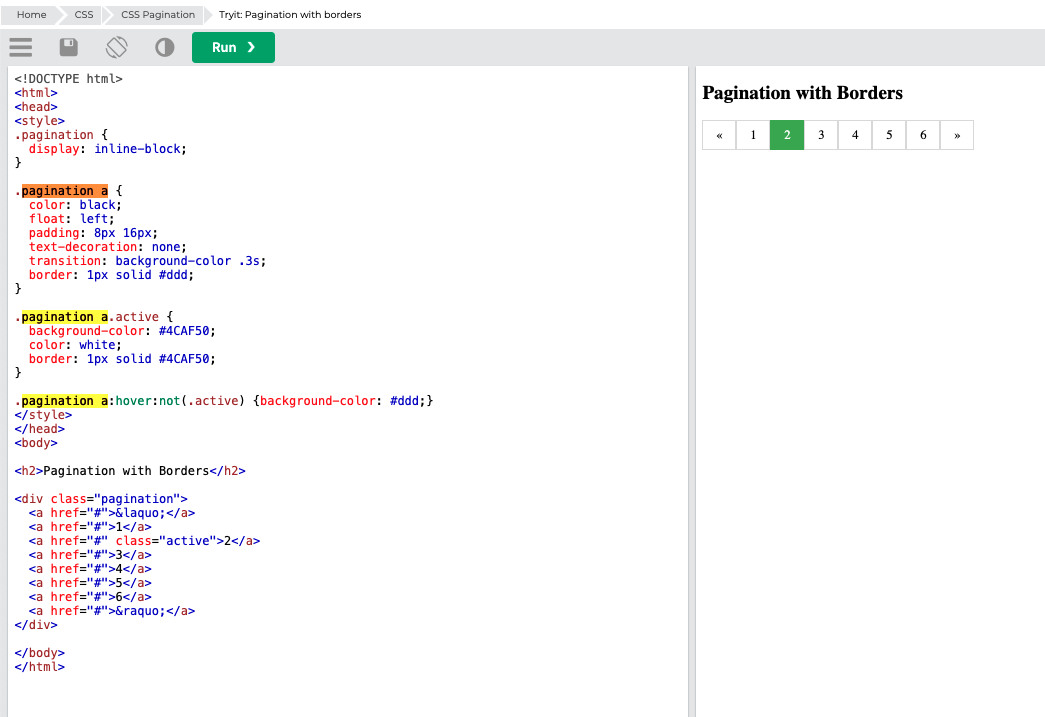 Home CSS CSS Pagination Tryit: Pagination with borders
Run ❯
<!DOCTYPE html>
<html>
<head>
<style>
.pagination {
  display: inline-block;
}

.pagination a {
  color: black;
  float: left;
  padding: 8px 16px;
  text-decoration: none;
  transition: background-color .3s;
  border: 1px solid #ddd;
}

.pagination a.active {
  background-color: #4CAF50;
  color: white;
  border: 1px solid #4CAF50;
}

.pagination a:hover:not(.active) {background-color: #ddd;}
</style>
</head>
<body>

<h2>Pagination with Borders</h2>

<div class="pagination">
  <a href="#">&laquo;</a>
  <a href="#">1</a>
  <a href="#" class="active">2</a>
  <a href="#">3</a>
  <a href="#">4</a>
  <a href="#">5</a>
  <a href="#">6</a>
  <a href="#">&raquo;</a>
</div>

</body>
</html>
Pagination with Borders
« 1 2 3 4 5 6 »